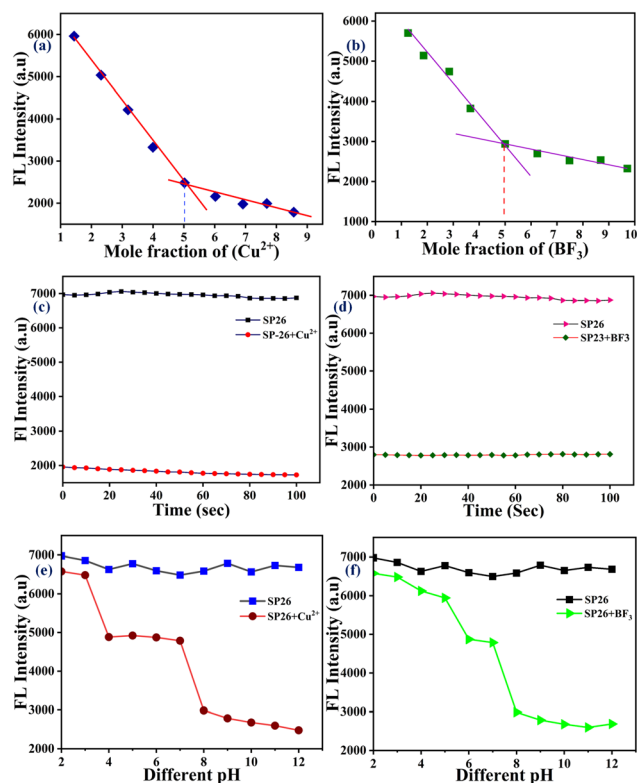 (a)
FL Intensity (a.u)
6000
5000
4000
3000
2000
1 2 3 4 5 6 7 8 9
Mole fraction of (Cu²⁺)
(b)
FL Intensity (a.u)
6000
5000
4000
3000
2000
1000
0 1 2 3 4 5 6 7 8 9 10
Mole fraction of (BF₃)
(c)
Fl Intensity (a.u)
7000
6000
5000
4000
3000
2000
SP26
SP-26+Cu²⁺
0 20 40 60 80 100
Time (sec)
(d)
FL Intensity (a.u)
7000
6000
5000
4000
3000
2000
SP26
SP23+BF3
0 20 40 60 80 100
Time (Sec)
(e)
FL Intensity (a.u)
7000
6000
5000
4000
3000
2000
SP26
SP26+Cu²⁺
2 4 6 8 10 12
Different pH
(f)
FL Intensity (a.u)
7000
6000
5000
4000
3000
2000
SP26
SP26+BF₃
2 4 6 8 10 12
Different pH